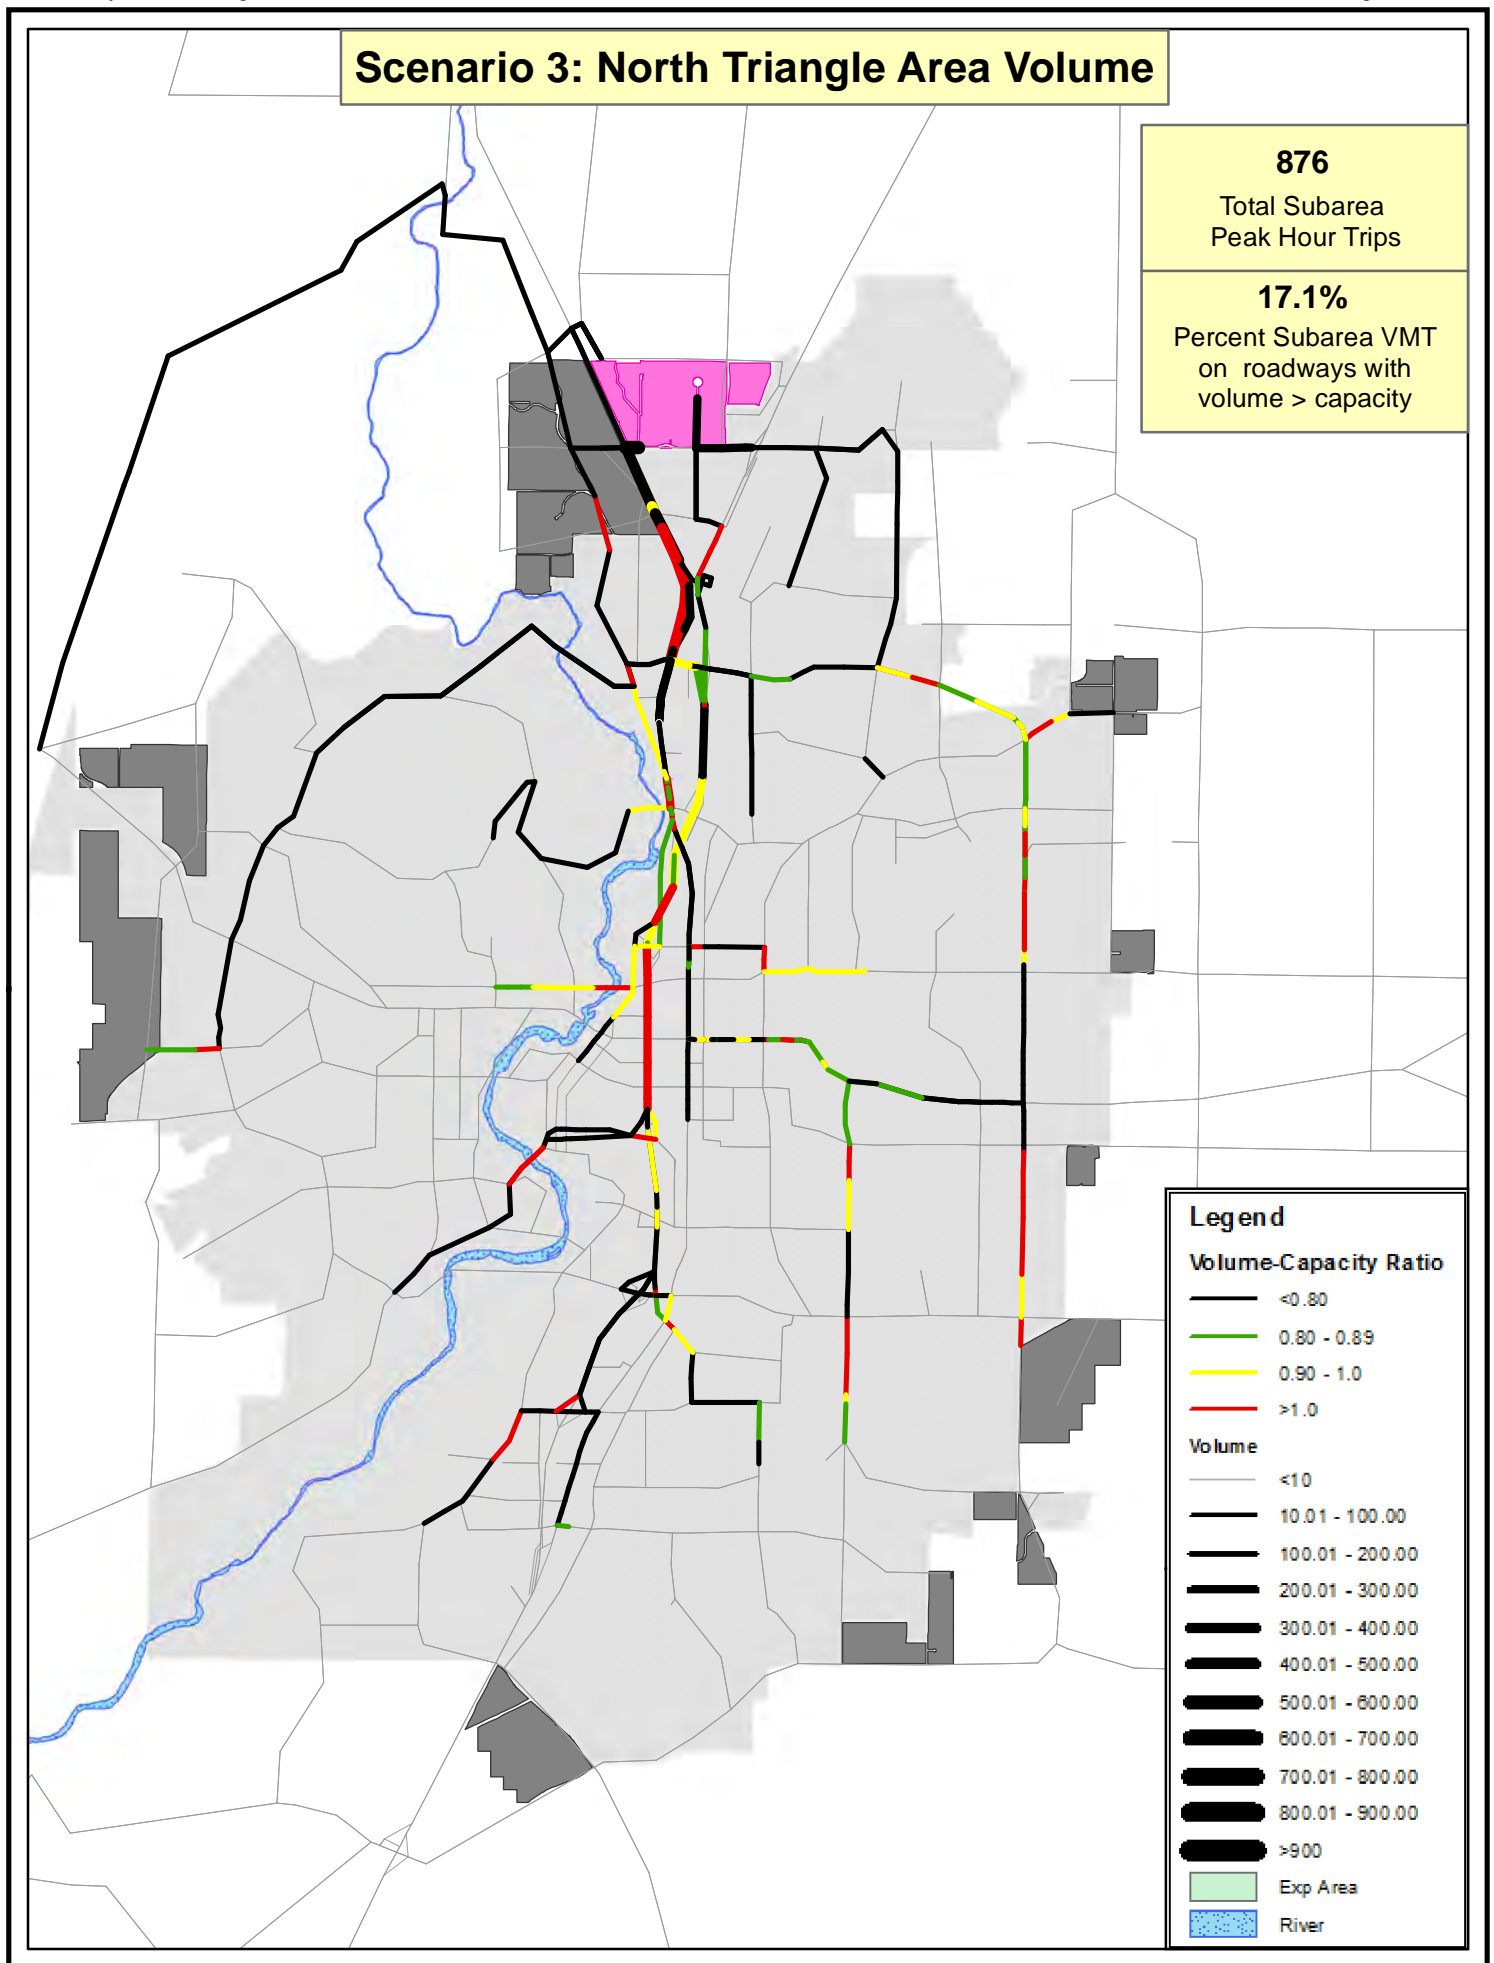 Scenario 3: North Triangle Area Volume
876
Total Subarea
Peak Hour Trips
17.1%
Percent Subarea VMT
on roadways with
volume > capacity
Legend
Volume-Capacity Ratio
<0.80
0.80 - 0.89
0.90 - 1.0
>1.0
Volume
<10
10.01 - 100.00
100.01 - 200.00
200.01 - 300.00
300.01 - 400.00
400.01 - 500.00
500.01 - 600.00
600.01 - 700.00
700.01 - 800.00
800.01 - 900.00
>900
Exp Area
River